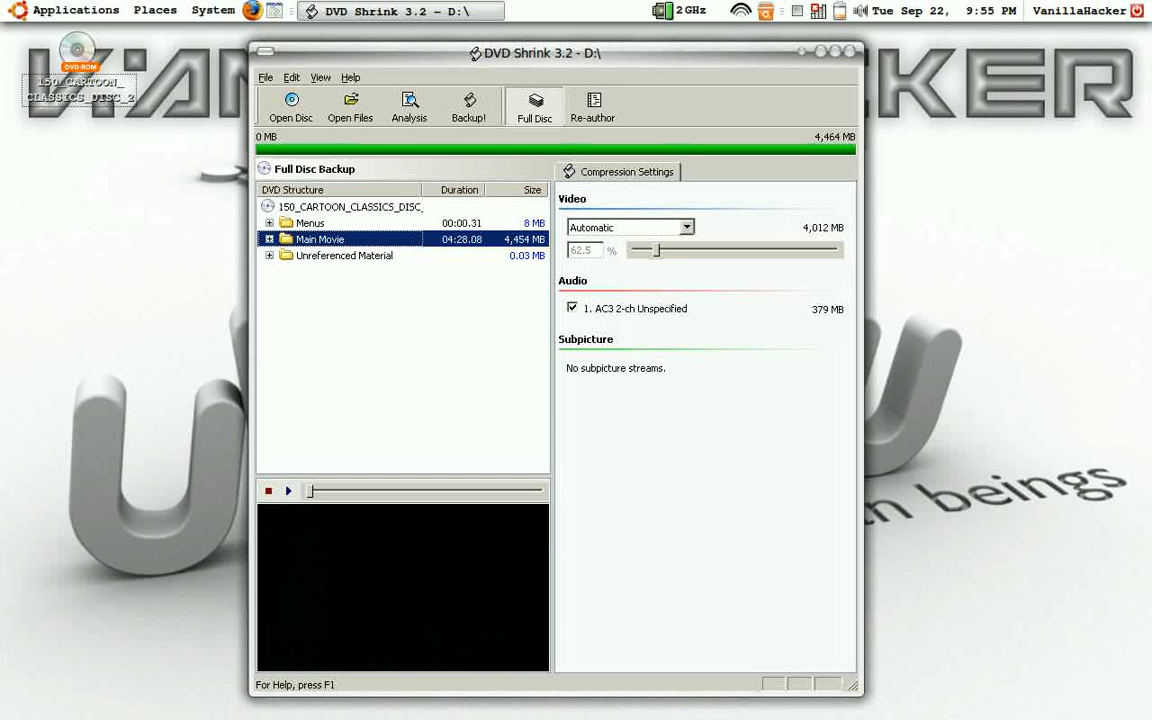 Applications Places System DVD Shrink 3.2 - D:\ 2 GHz Tue Sep 22, 9:55 PM VanillaHacker
DVD-ROM
150_CARTOON_
CLASSICS_DISC_2
DVD Shrink 3.2 - D:\
File Edit View Help
Open Disc Open Files Analysis Backup! Full Disc Re-author
0 MB 4,464 MB
Full Disc Backup
DVD Structure Duration Size
150_CARTOON_CLASSICS_DISC_
Menus 00:00.31 8 MB
Main Movie 04:28.08 4,454 MB
Unreferenced Material 0.03 MB
Compression Settings
Video
Automatic 4,012 MB
62.5 %
Audio
1. AC3 2-ch Unspecified 379 MB
Subpicture
No subpicture streams.
For Help, press F1
KER
beings